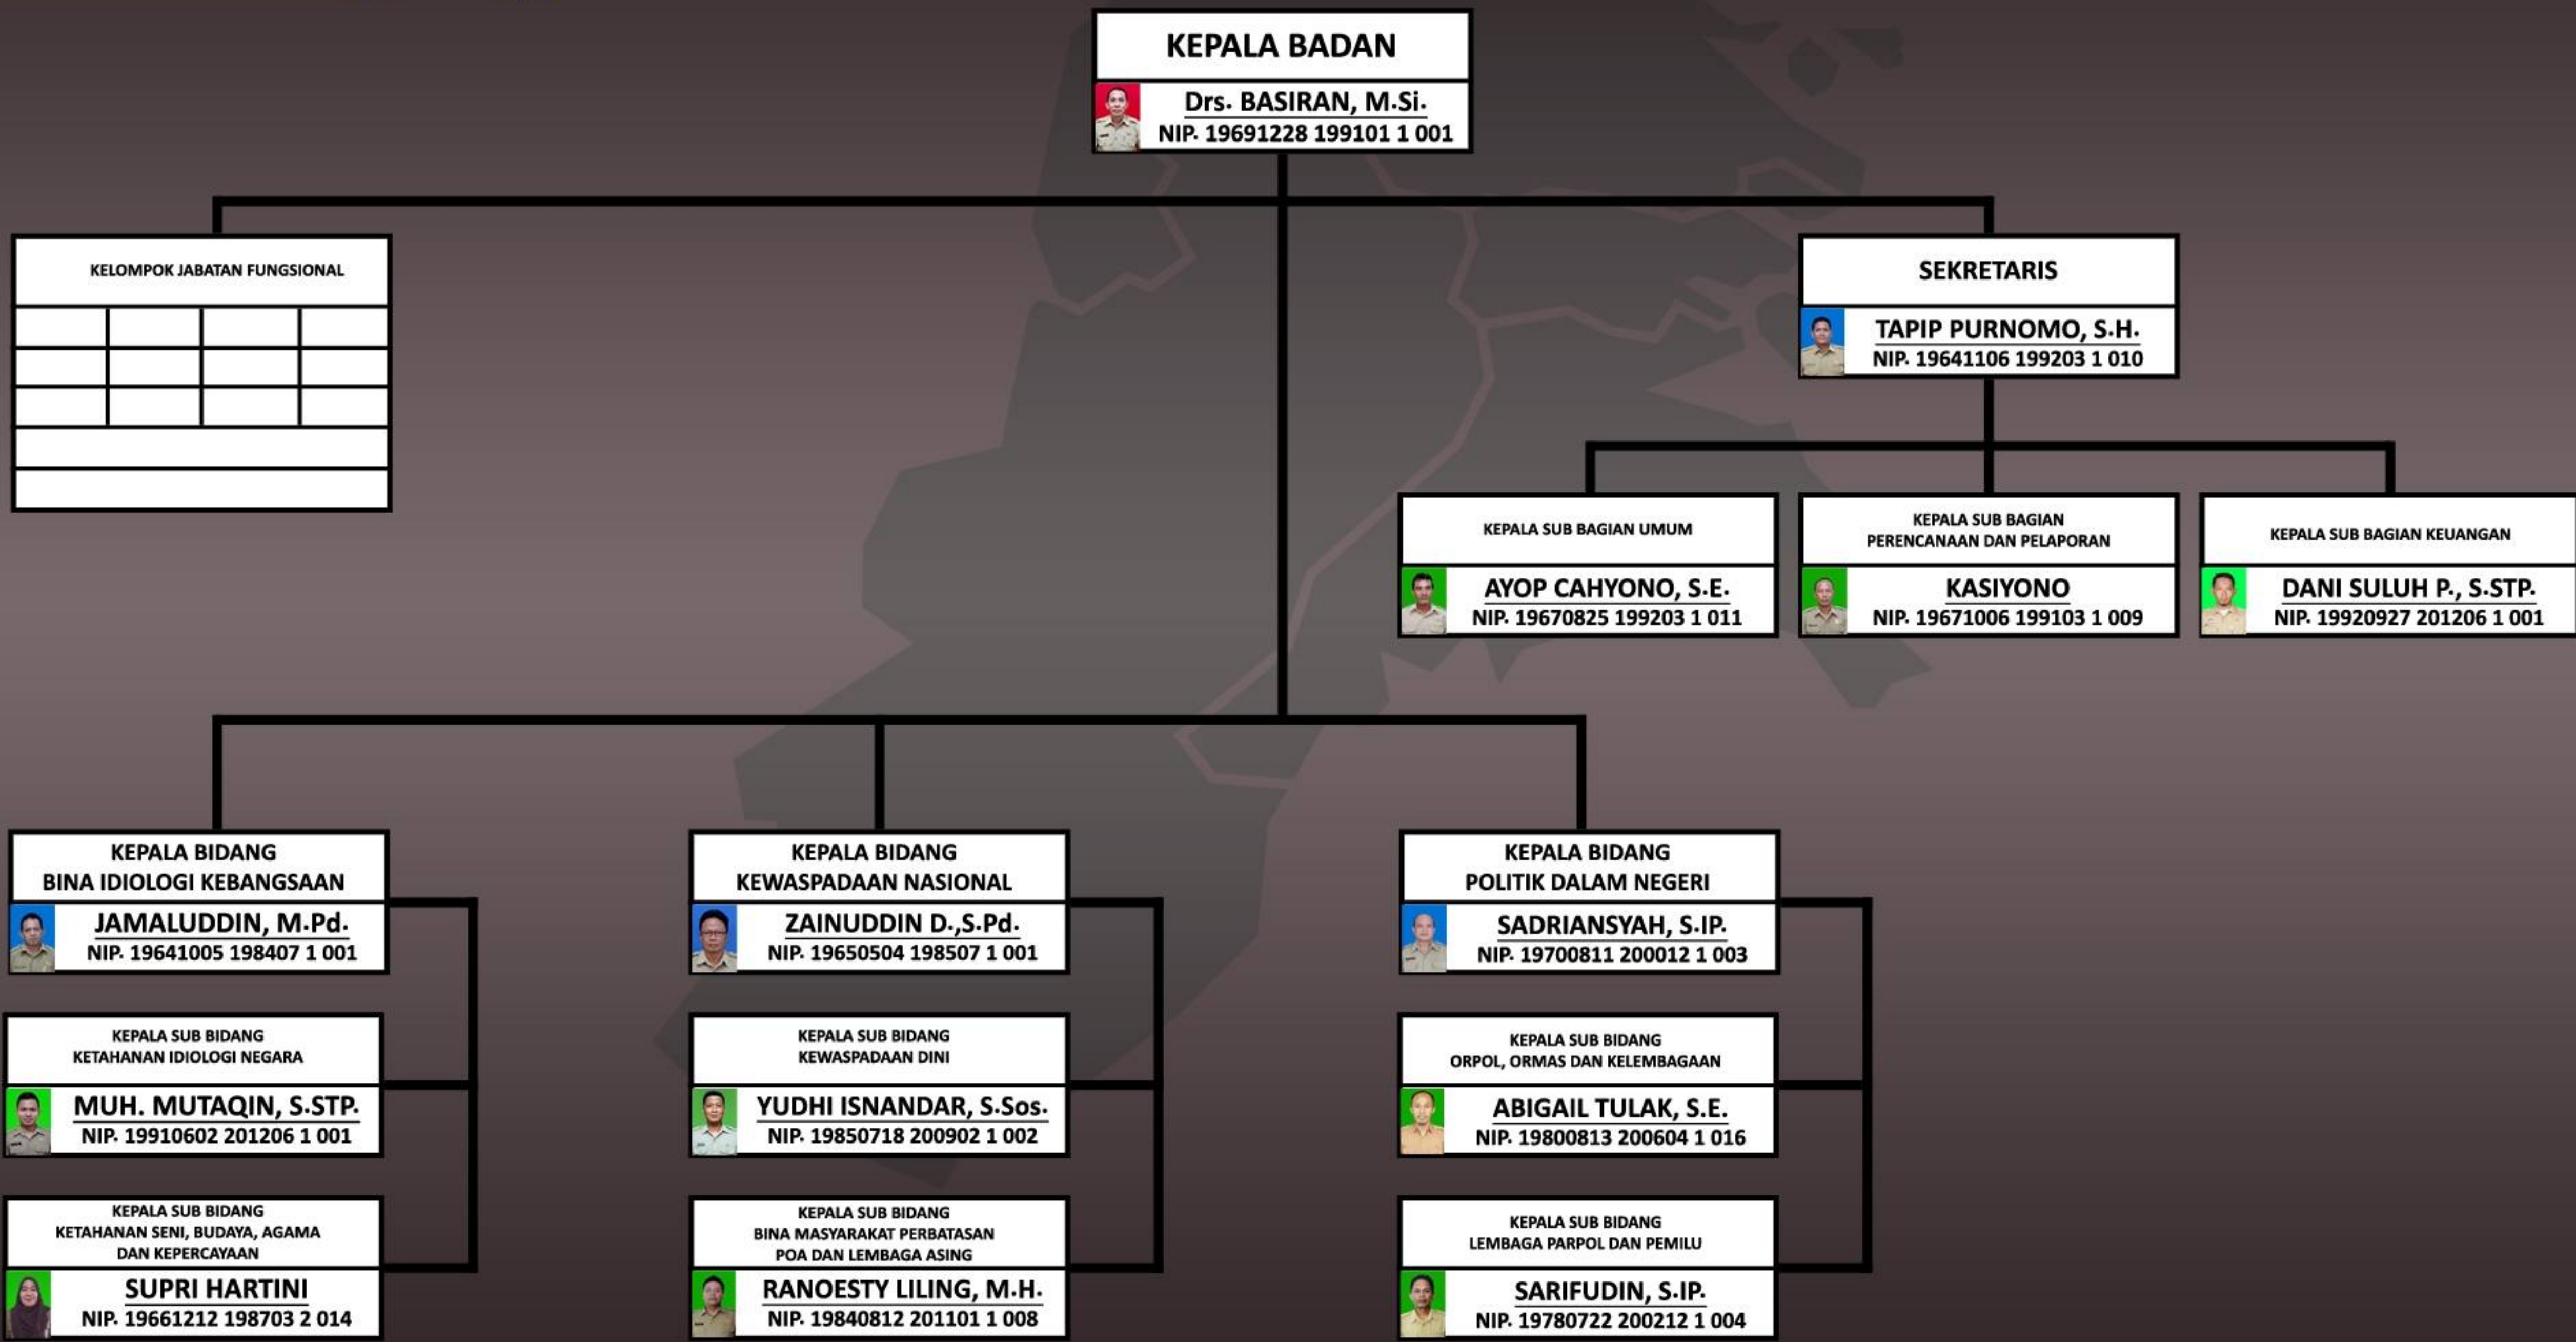 KEPALA BADAN
Drs. BASIRAN, M.Si.
NIP. 19691228 199101 1 001
KELOMPOK JABATAN FUNGSIONAL
SEKRETARIS
TAPIP PURNOMO, S.H.
NIP. 19641106 199203 1 010
KEPALA SUB BAGIAN UMUM
AYOP CAHYONO, S.E.
NIP. 19670825 199203 1 011
KEPALA SUB BAGIAN
PERENCANAAN DAN PELAPORAN
KASIYONO
NIP. 19671006 199103 1 009
KEPALA SUB BAGIAN KEUANGAN
DANI SULUH P., S.STP.
NIP. 19920927 201206 1 001
KEPALA BIDANG
BINA IDIOLOGI KEBANGSAAN
JAMALUDDIN, M.Pd.
NIP. 19641005 198407 1 001
KEPALA SUB BIDANG
KETAHANAN IDIOLOGI NEGARA
MUH. MUTAQIN, S.STP.
NIP. 19910602 201206 1 001
KEPALA SUB BIDANG
KETAHANAN SENI, BUDAYA, AGAMA
DAN KEPERCAYAAN
SUPRI HARTINI
NIP. 19661212 198703 2 014
KEPALA BIDANG
KEWASPADAAN NASIONAL
ZAINUDDIN D.,S.Pd.
NIP. 19650504 198507 1 001
KEPALA SUB BIDANG
KEWASPADAAN DINI
YUDHI ISNANDAR, S.Sos.
NIP. 19850718 200902 1 002
KEPALA SUB BIDANG
BINA MASYARAKAT PERBATASAN
POA DAN LEMBAGA ASING
RANOESTY LILING, M.H.
NIP. 19840812 201101 1 008
KEPALA BIDANG
POLITIK DALAM NEGERI
SADRIANSYAH, S.IP.
NIP. 19700811 200012 1 003
KEPALA SUB BIDANG
ORPOL, ORMAS DAN KELEMBAGAAN
ABIGAIL TULAK, S.E.
NIP. 19800813 200604 1 016
KEPALA SUB BIDANG
LEMBAGA PARPOL DAN PEMILU
SARIFUDIN, S.IP.
NIP. 19780722 200212 1 004